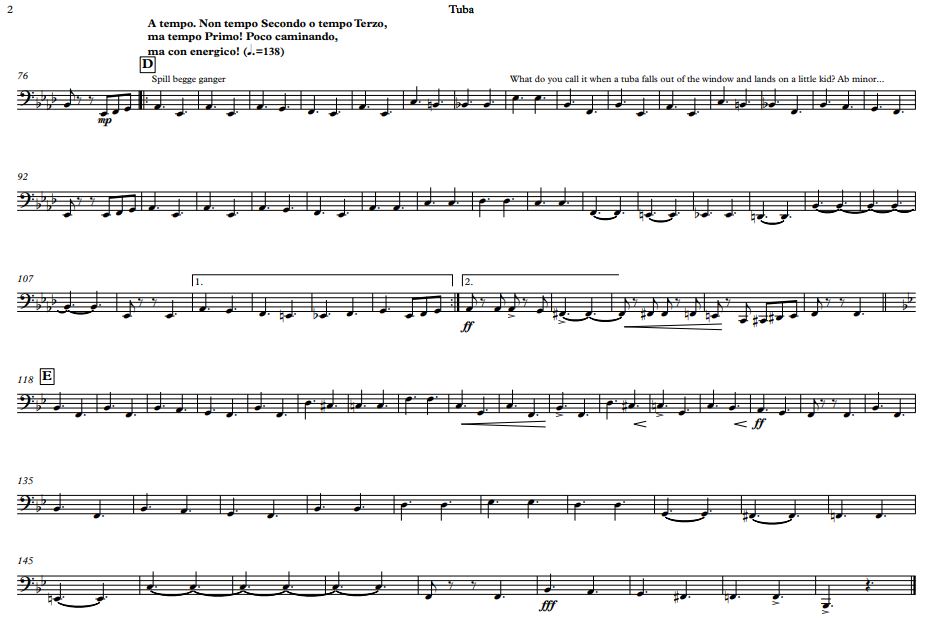 2
Tuba
A tempo. Non tempo Secondo o tempo Terzo,
ma tempo Primo! Poco caminando,
ma con energico! (♩.=138)
D
76
Spill begge ganger
What do you call it when a tuba falls out of the window and lands on a little kid? Ab minor...
mp
92
107
1.
2.
ff
118
E
ff
135
145
fff